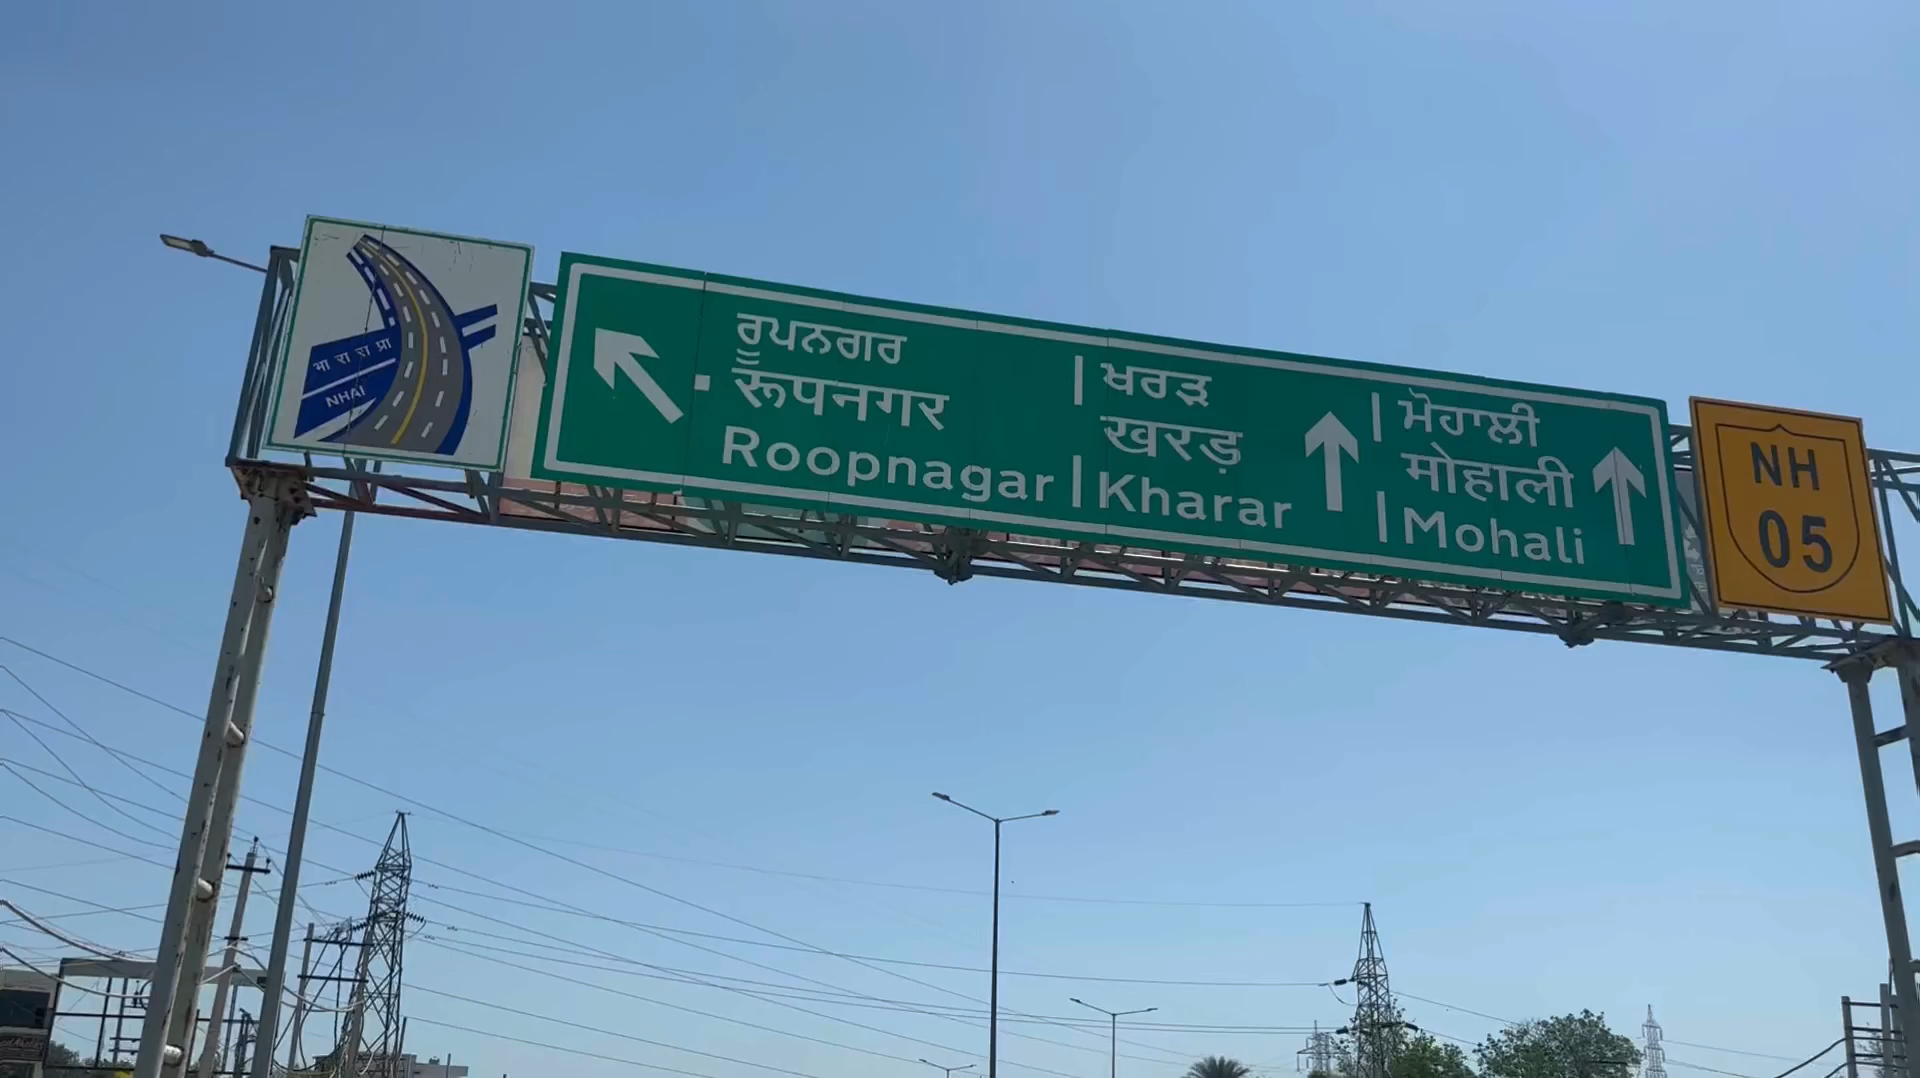 भा रा रा प्रा
NHAI
ਰੂਪਨਗਰ
रूपनगर
Roopnagar
ਖਰੜ
खरड़
Kharar
ਮੋਹਾਲੀ
मोहाली
Mohali
NH
05